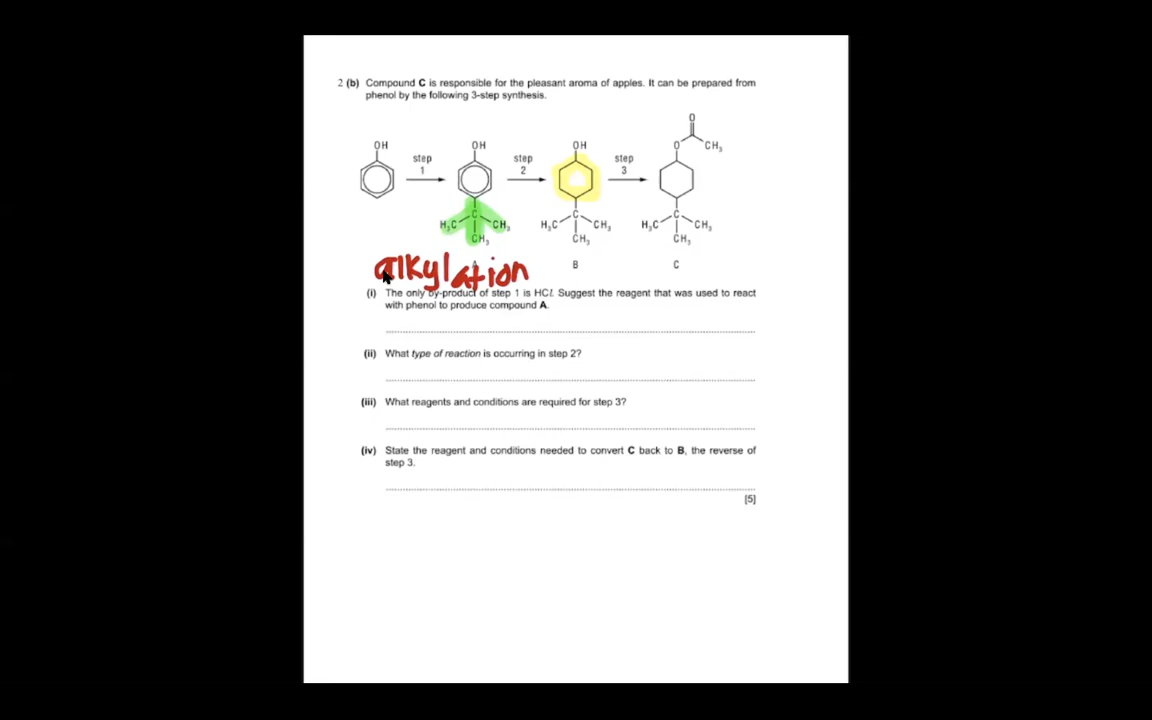 2 (b) Compound C is responsible for the pleasant aroma of apples. It can be prepared from
phenol by the following 3-step synthesis.
O
OH OH OH O CH₃
step step step
1 2 3
C C C
H₃C CH₃ H₃C CH₃ H₃C CH₃
CH₃ CH₃ CH₃
alkylation B C
(i) The only by-product of step 1 is HCl. Suggest the reagent that was used to react
with phenol to produce compound A.
(ii) What type of reaction is occurring in step 2?
(iii) What reagents and conditions are required for step 3?
(iv) State the reagent and conditions needed to convert C back to B, the reverse of
step 3.
[5]